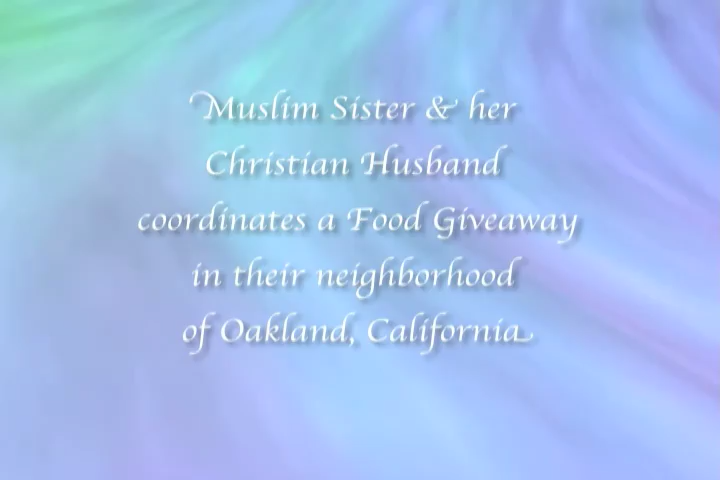 Muslim Sister & her
Christian Husband
coordinates a Food Giveaway
in their neighborhood
of Oakland, California